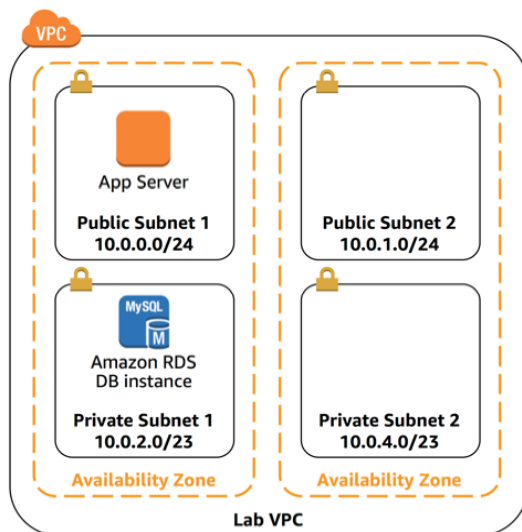 VPC
App Server
Public Subnet 1
10.0.0.0/24
Public Subnet 2
10.0.1.0/24
MySQL
M
Amazon RDS
DB instance
Private Subnet 1
10.0.2.0/23
Private Subnet 2
10.0.4.0/23
Availability Zone
Availability Zone
Lab VPC